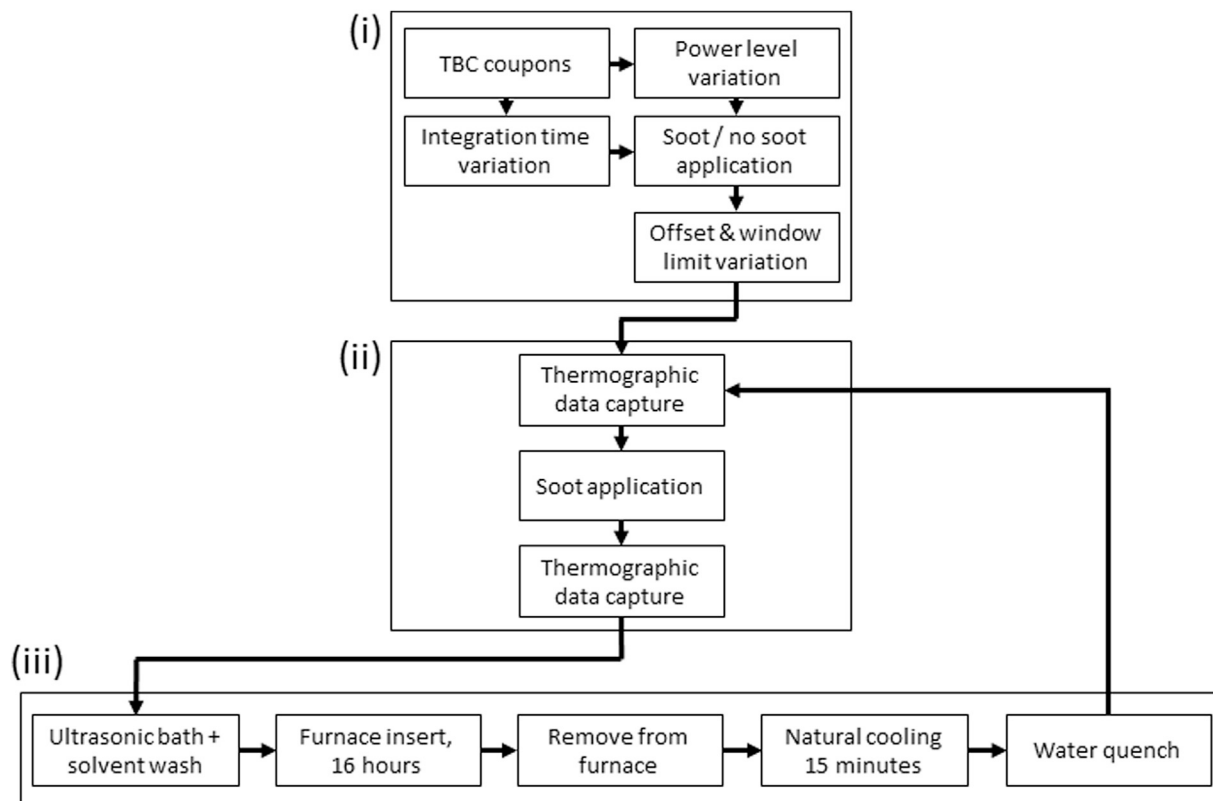 (i)
TBC coupons
Power level
variation
Integration time
variation
Soot / no soot
application
Offset & window
limit variation
(ii)
Thermographic
data capture
Soot application
Thermographic
data capture
(iii)
Ultrasonic bath +
solvent wash
Furnace insert,
16 hours
Remove from
furnace
Natural cooling
15 minutes
Water quench